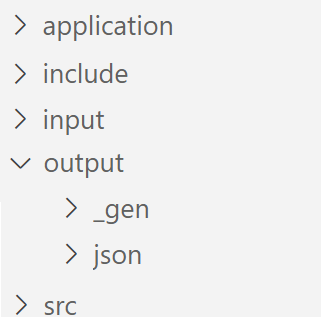 application
include
input
output
_gen
json
src